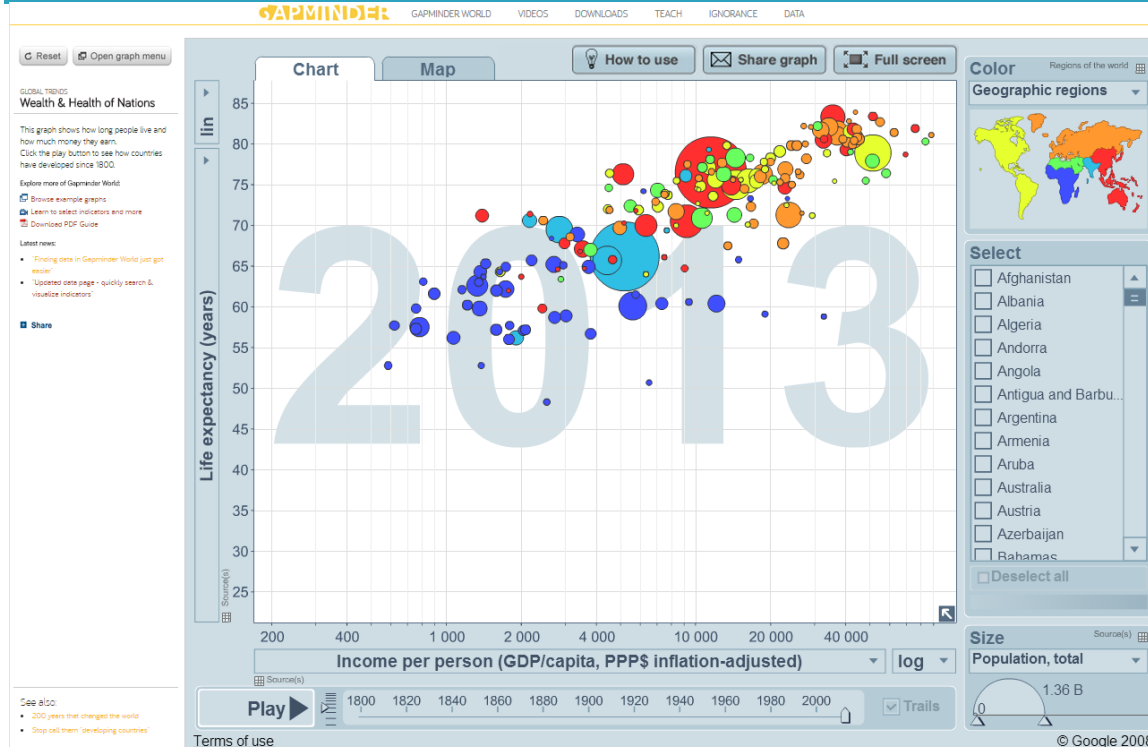 GAPMINDER
GAPMINDER WORLD VIDEOS DOWNLOADS TEACH IGNORANCE DATA
Reset Open graph menu
GLOBAL TRENDS
Wealth & Health of Nations
This graph shows how long people live and
how much money they earn.
Click the play button to see how countries
have developed since 1800.
Explore more of Gapminder World:
Browse example graphs
Learn to select indicators and more
Download PDF Guide
Latest news:
"Finding data in Gapminder World just got
easier"
"Updated data page - quickly search &
visualize indicators"
Share
See also:
200 years that changed the world
Stop call them 'developing countries'
Chart Map
How to use Share graph Full screen
lin
Life expectancy (years)
Source(s)
85
80
75
70
65
60
55
50
45
40
35
30
25
2013
200 400 1 000 2 000 4 000 10 000 20 000 40 000
Income per person (GDP/capita, PPP$ inflation-adjusted) log
Source(s)
Play 1800 1820 1840 1860 1880 1900 1920 1940 1960 1980 2000 Trails
Terms of use
Color Regions of the world
Geographic regions
Select
Afghanistan
Albania
Algeria
Andorra
Angola
Antigua and Barbu...
Argentina
Armenia
Aruba
Australia
Austria
Azerbaijan
Bahamas
Deselect all
Size Source(s)
Population, total
1.36 B
0
© Google 2008